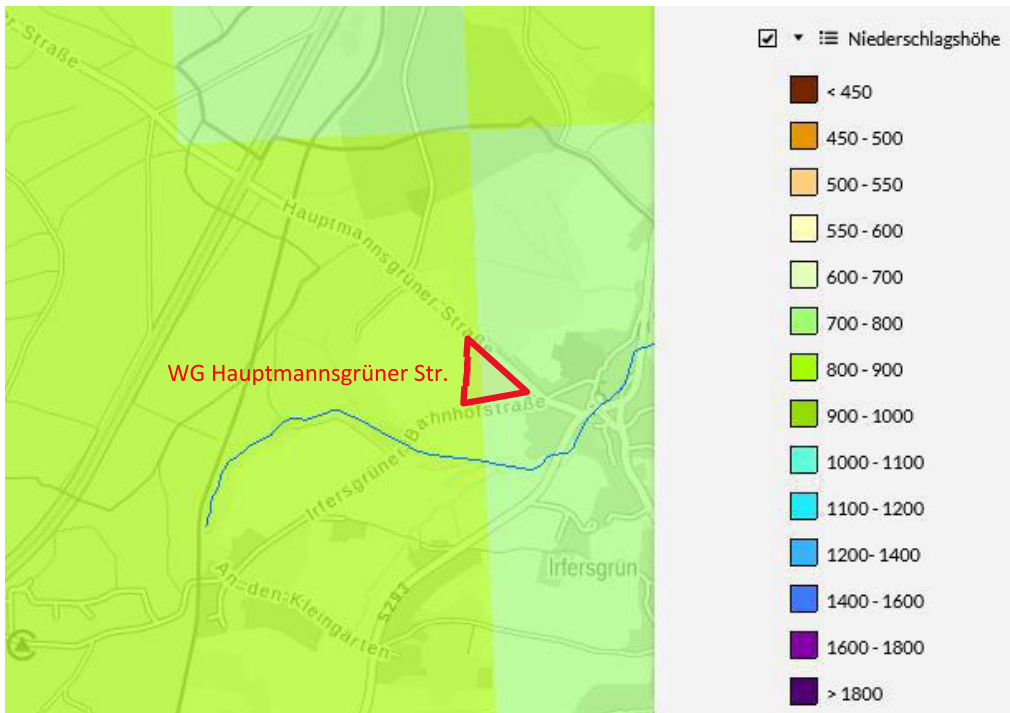 er Straße
Hauptmannsgrüner-Straße
WG Hauptmannsgrüner Str.
Irfersgrüner-Bahnhofstraße
Irfersgrün
An-den-Kleingärten-
S293
Niederschlagshöhe
< 450
450 - 500
500 - 550
550 - 600
600 - 700
700 - 800
800 - 900
900 - 1000
1000 - 1100
1100 - 1200
1200- 1400
1400 - 1600
1600 - 1800
> 1800